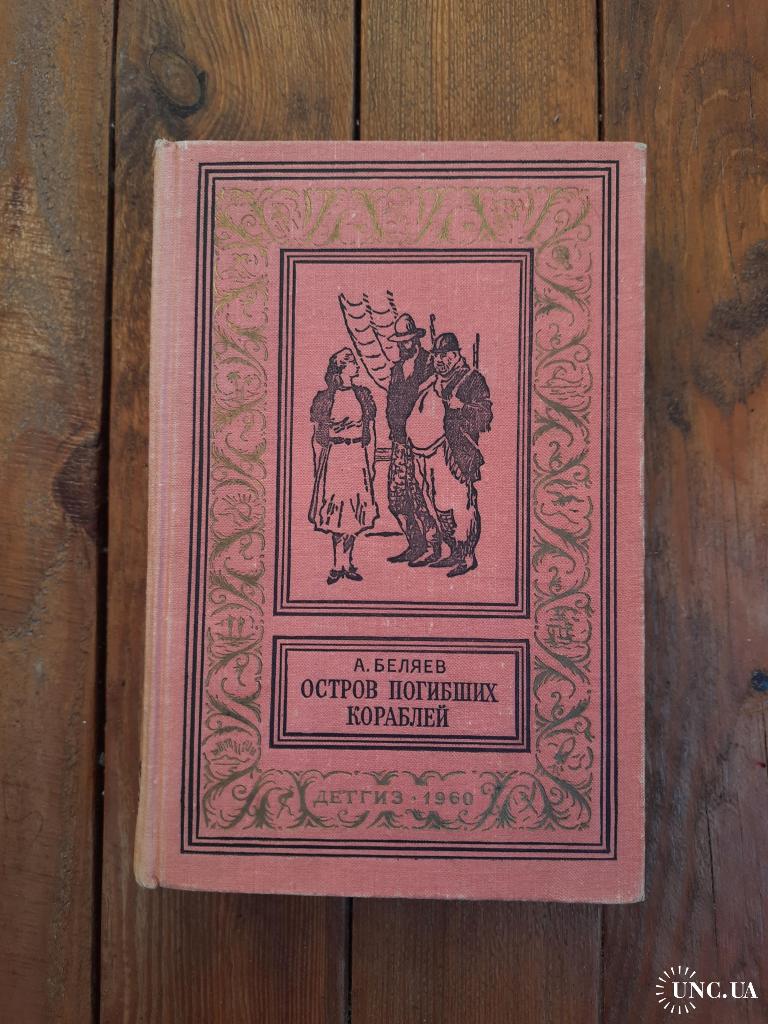 А. БЕЛЯЕВ
ОСТРОВ ПОГИБШИХ
КОРАБЛЕЙ
ДЕТГИЗ · 1960
UNC.UA